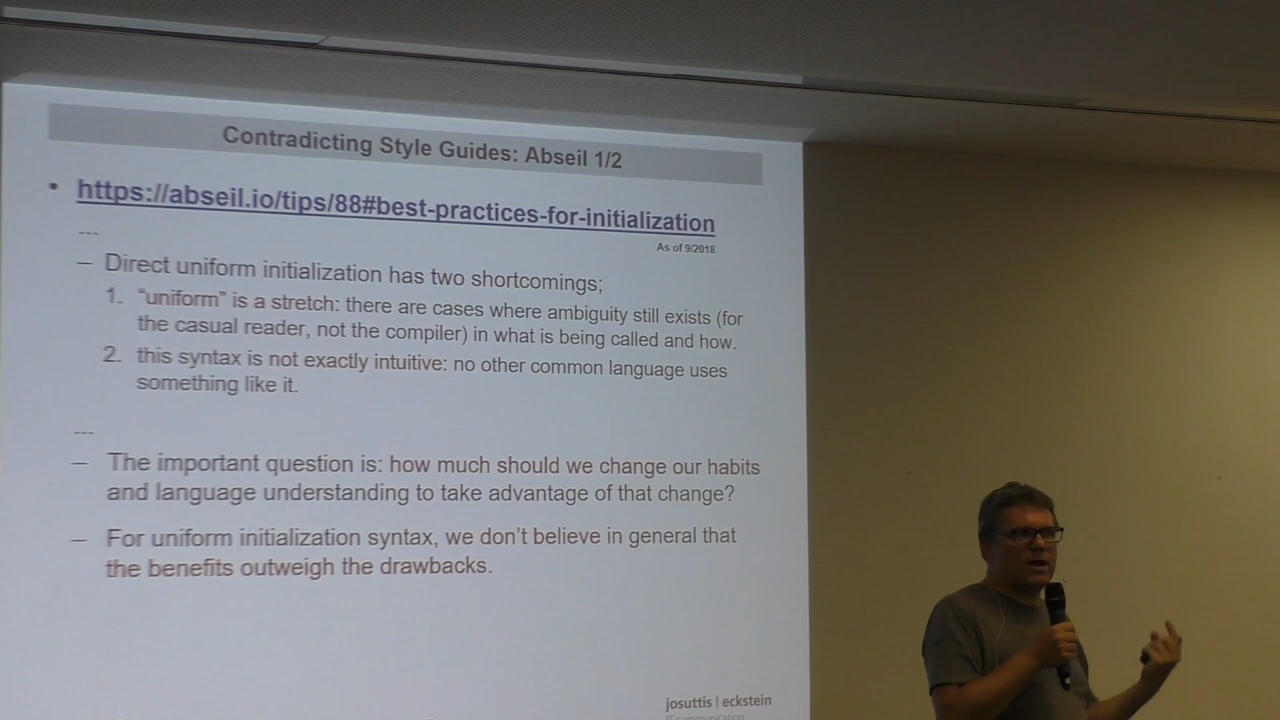 Contradicting Style Guides: Abseil 1/2
• https://abseil.io/tips/88#best-practices-for-initialization
---
As of 9/2018
– Direct uniform initialization has two shortcomings;
1. “uniform” is a stretch: there are cases where ambiguity still exists (for
the casual reader, not the compiler) in what is being called and how.
2. this syntax is not exactly intuitive: no other common language uses
something like it.
---
– The important question is: how much should we change our habits
and language understanding to take advantage of that change?
– For uniform initialization syntax, we don’t believe in general that
the benefits outweigh the drawbacks.
josuttis | eckstein
IT communication